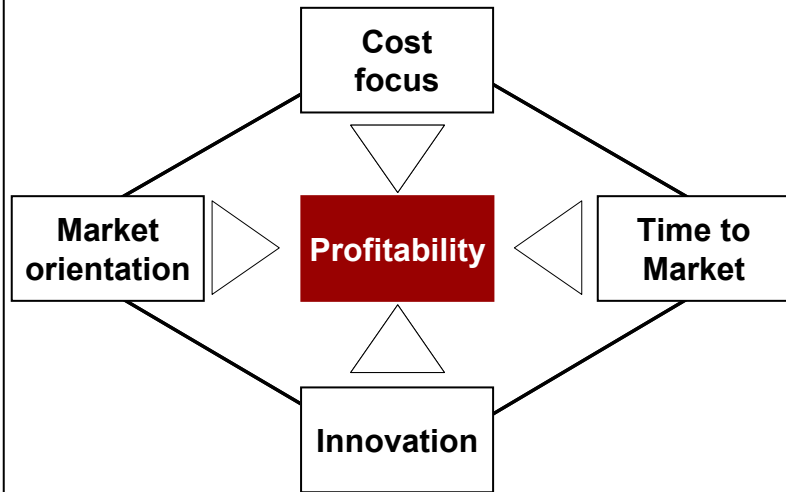 Cost
focus
Market
orientation
Profitability
Time to
Market
Innovation